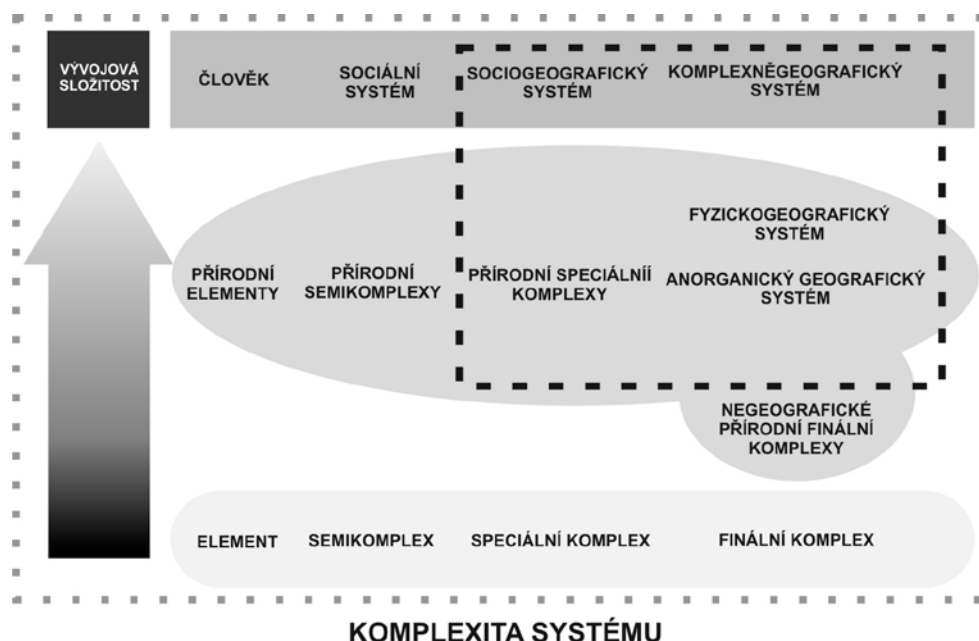 VÝVOJOVÁ
SLOŽITOST
ČLOVĚK
SOCIÁLNÍ
SYSTÉM
SOCIOGEOGRAFICKÝ
SYSTÉM
KOMPLEXNĚGEOGRAFICKÝ
SYSTÉM
FYZICKOGEOGRAFICKÝ
SYSTÉM
PŘÍRODNÍ
ELEMENTY
PŘÍRODNÍ
SEMIKOMPLEXY
PŘÍRODNÍ SPECIÁLNÍÍ
KOMPLEXY
ANORGANICKÝ GEOGRAFICKÝ
SYSTÉM
NEGEOGRAFICKÉ
PŘÍRODNÍ FINÁLNÍ
KOMPLEXY
ELEMENT
SEMIKOMPLEX
SPECIÁLNÍ KOMPLEX
FINÁLNÍ KOMPLEX
KOMPLEXITA SYSTÉMU